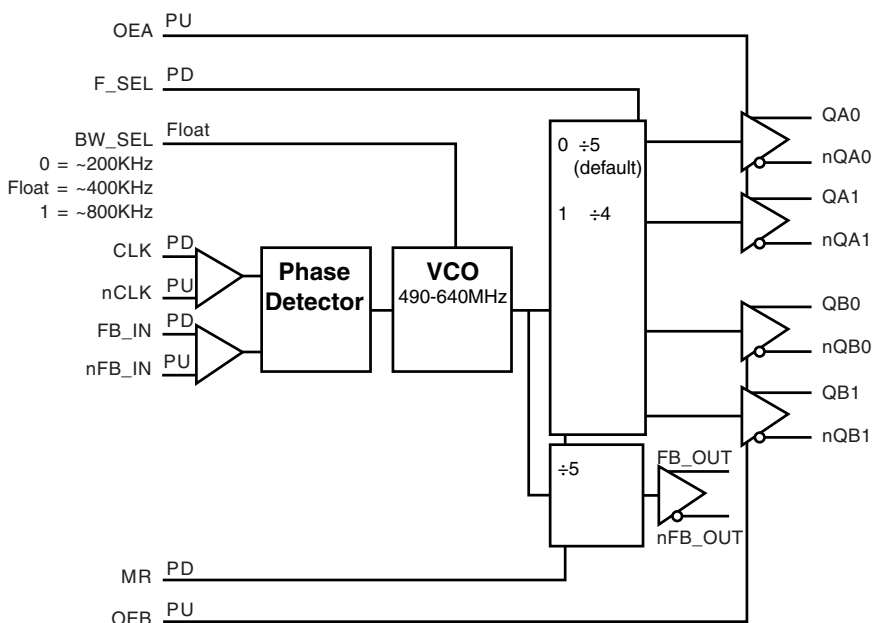 OEA PU
F_SEL PD
BW_SEL Float
0 = ~200KHz
Float = ~400KHz
1 = ~800KHz
CLK PD
nCLK PU
FB_IN PD
nFB_IN PU
Phase
Detector
VCO
490-640MHz
0 ÷5
(default)
1 ÷4
÷5
QA0
nQA0
QA1
nQA1
QB0
nQB0
QB1
nQB1
FB_OUT
nFB_OUT
MR PD
OEB PU